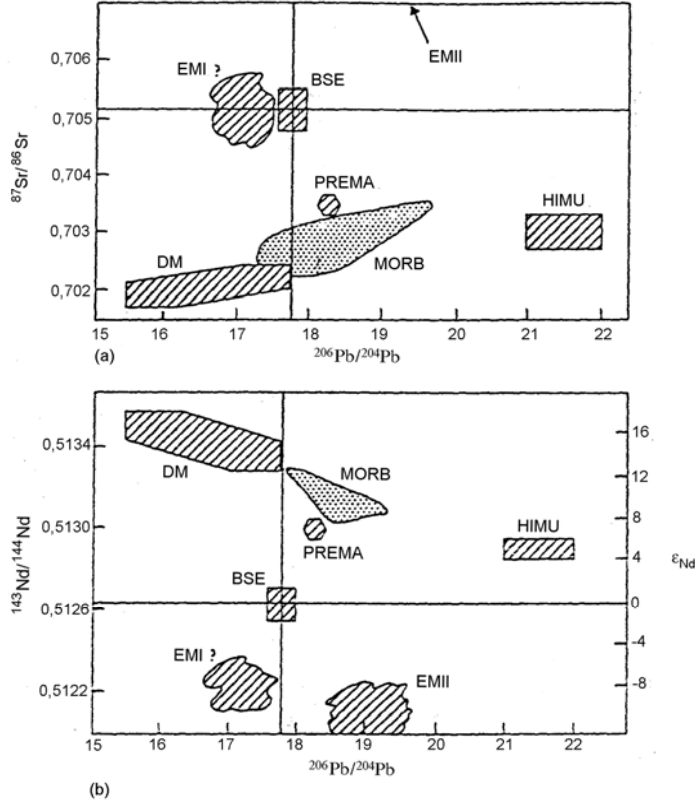 0,706
0,705
0,704
0,703
0,702
⁸⁷Sr/⁸⁶Sr
EMI ?
BSE
EMII
PREMA
HIMU
DM
MORB
15 16 17 18 19 20 21 22
(a)
²⁰⁶Pb/²⁰⁴Pb
0,5134
0,5130
0,5126
0,5122
¹⁴³Nd/¹⁴⁴Nd
DM
MORB
HIMU
PREMA
BSE
EMI ?
EMII
16
12
8
4
0
-4
-8
εNd
15 16 17 18 19 20 21 22
²⁰⁶Pb/²⁰⁴Pb
(b)